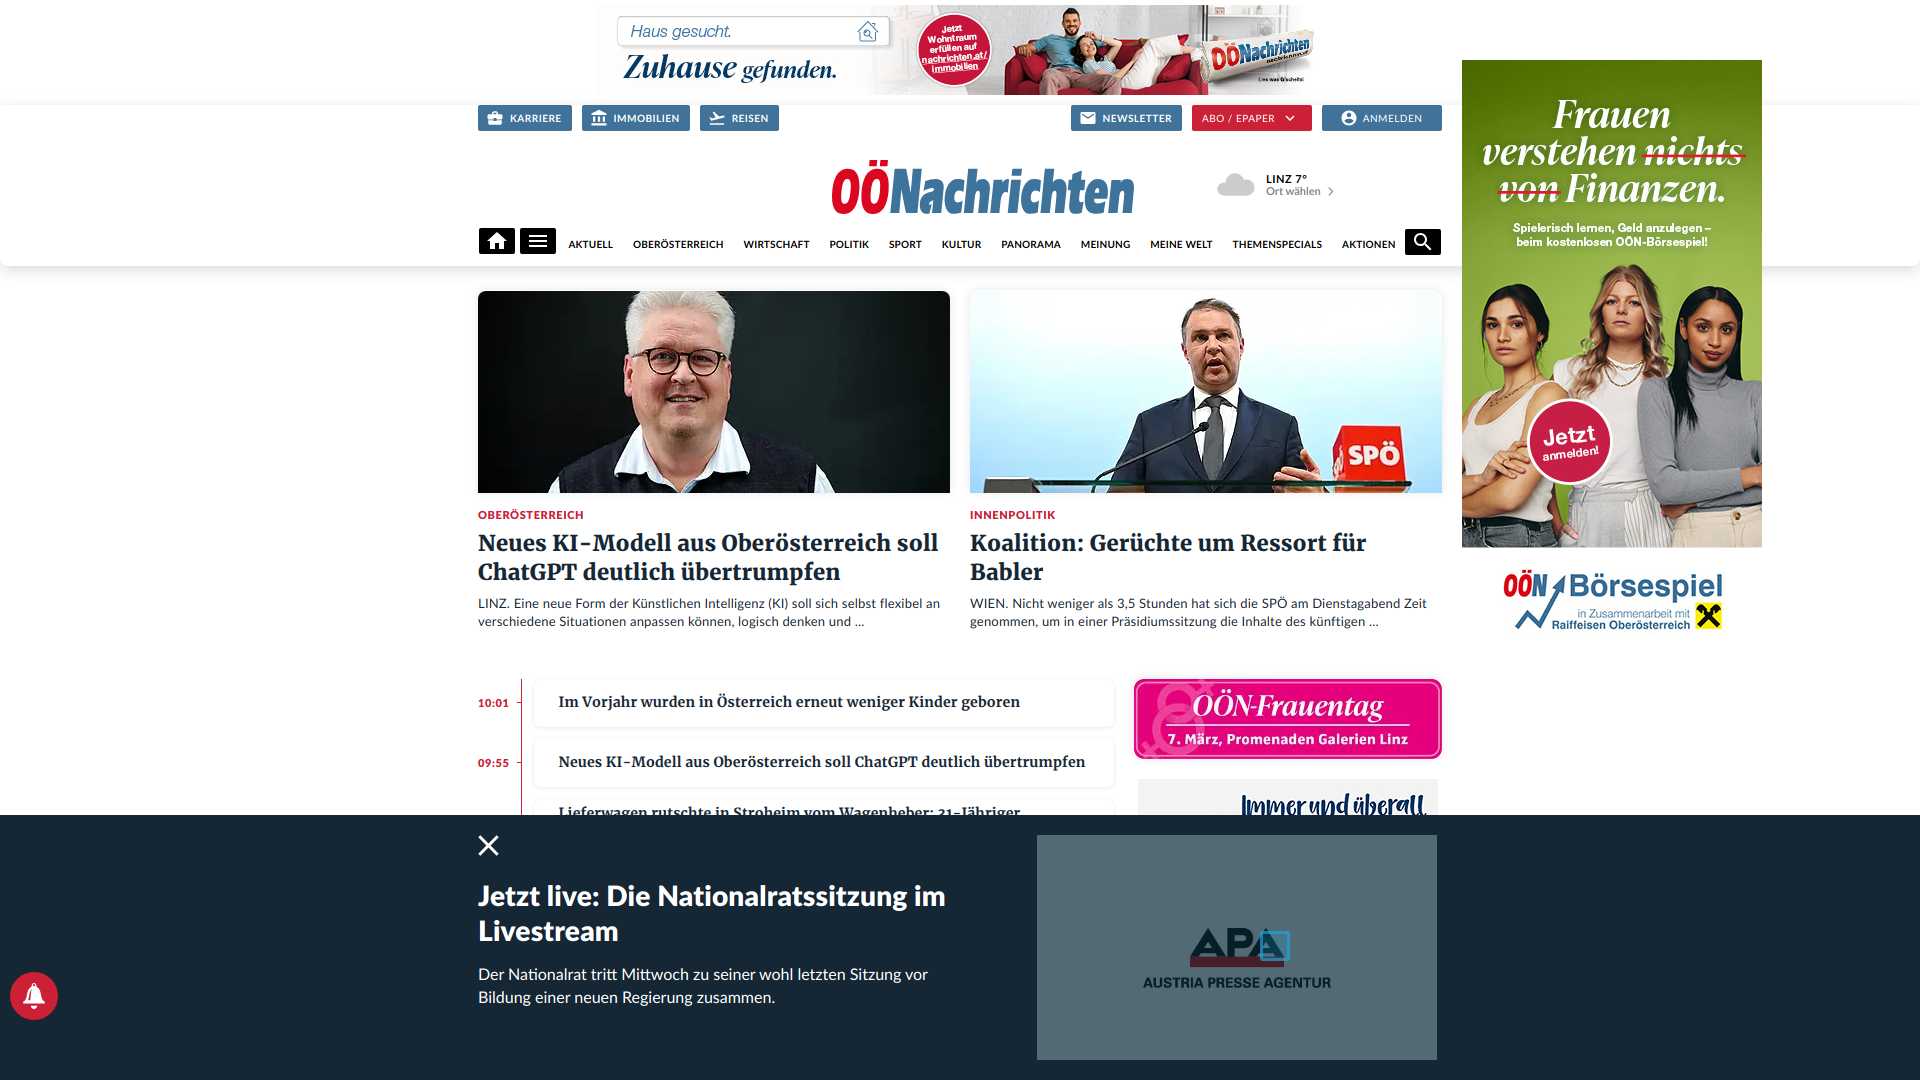 Haus gesucht.
Zuhause gefunden.
Jetzt
Wohntraum
erfüllen auf
nachrichten.at/
immobilien
OÖNachrichten
Lies was G'scheits!
KARRIERE
IMMOBILIEN
REISEN
NEWSLETTER
ABO / EPAPER
ANMELDEN
OÖNachrichten
LINZ 7°
Ort wählen
AKTUELL OBERÖSTERREICH WIRTSCHAFT POLITIK SPORT KULTUR PANORAMA MEINUNG MEINE WELT THEMENSPECIALS AKTIONEN
Frauen
verstehen nichts
von Finanzen.
Spielerisch lernen, Geld anzulegen –
beim kostenlosen OÖN-Börsespiel!
Jetzt
anmelden!
OÖN Börsespiel
in Zusammenarbeit mit
Raiffeisen Oberösterreich
SPÖ
OBERÖSTERREICH
Neues KI-Modell aus Oberösterreich soll
ChatGPT deutlich übertrumpfen
LINZ. Eine neue Form der Künstlichen Intelligenz (KI) soll sich selbst flexibel an
verschiedene Situationen anpassen können, logisch denken und ...
INNENPOLITIK
Koalition: Gerüchte um Ressort für
Babler
WIEN. Nicht weniger als 3,5 Stunden hat sich die SPÖ am Dienstagabend Zeit
genommen, um in einer Präsidiumssitzung die Inhalte des künftigen ...
10:01
Im Vorjahr wurden in Österreich erneut weniger Kinder geboren
09:55
Neues KI-Modell aus Oberösterreich soll ChatGPT deutlich übertrumpfen
Lieferwagen rutschte in Stroheim vom Wagenheber: 21-Jähriger
OÖN-Frauentag
7. März, Promenaden Galerien Linz
Immer und überall
Jetzt live: Die Nationalratssitzung im
Livestream
Der Nationalrat tritt Mittwoch zu seiner wohl letzten Sitzung vor
Bildung einer neuen Regierung zusammen.
APA
AUSTRIA PRESSE AGENTUR